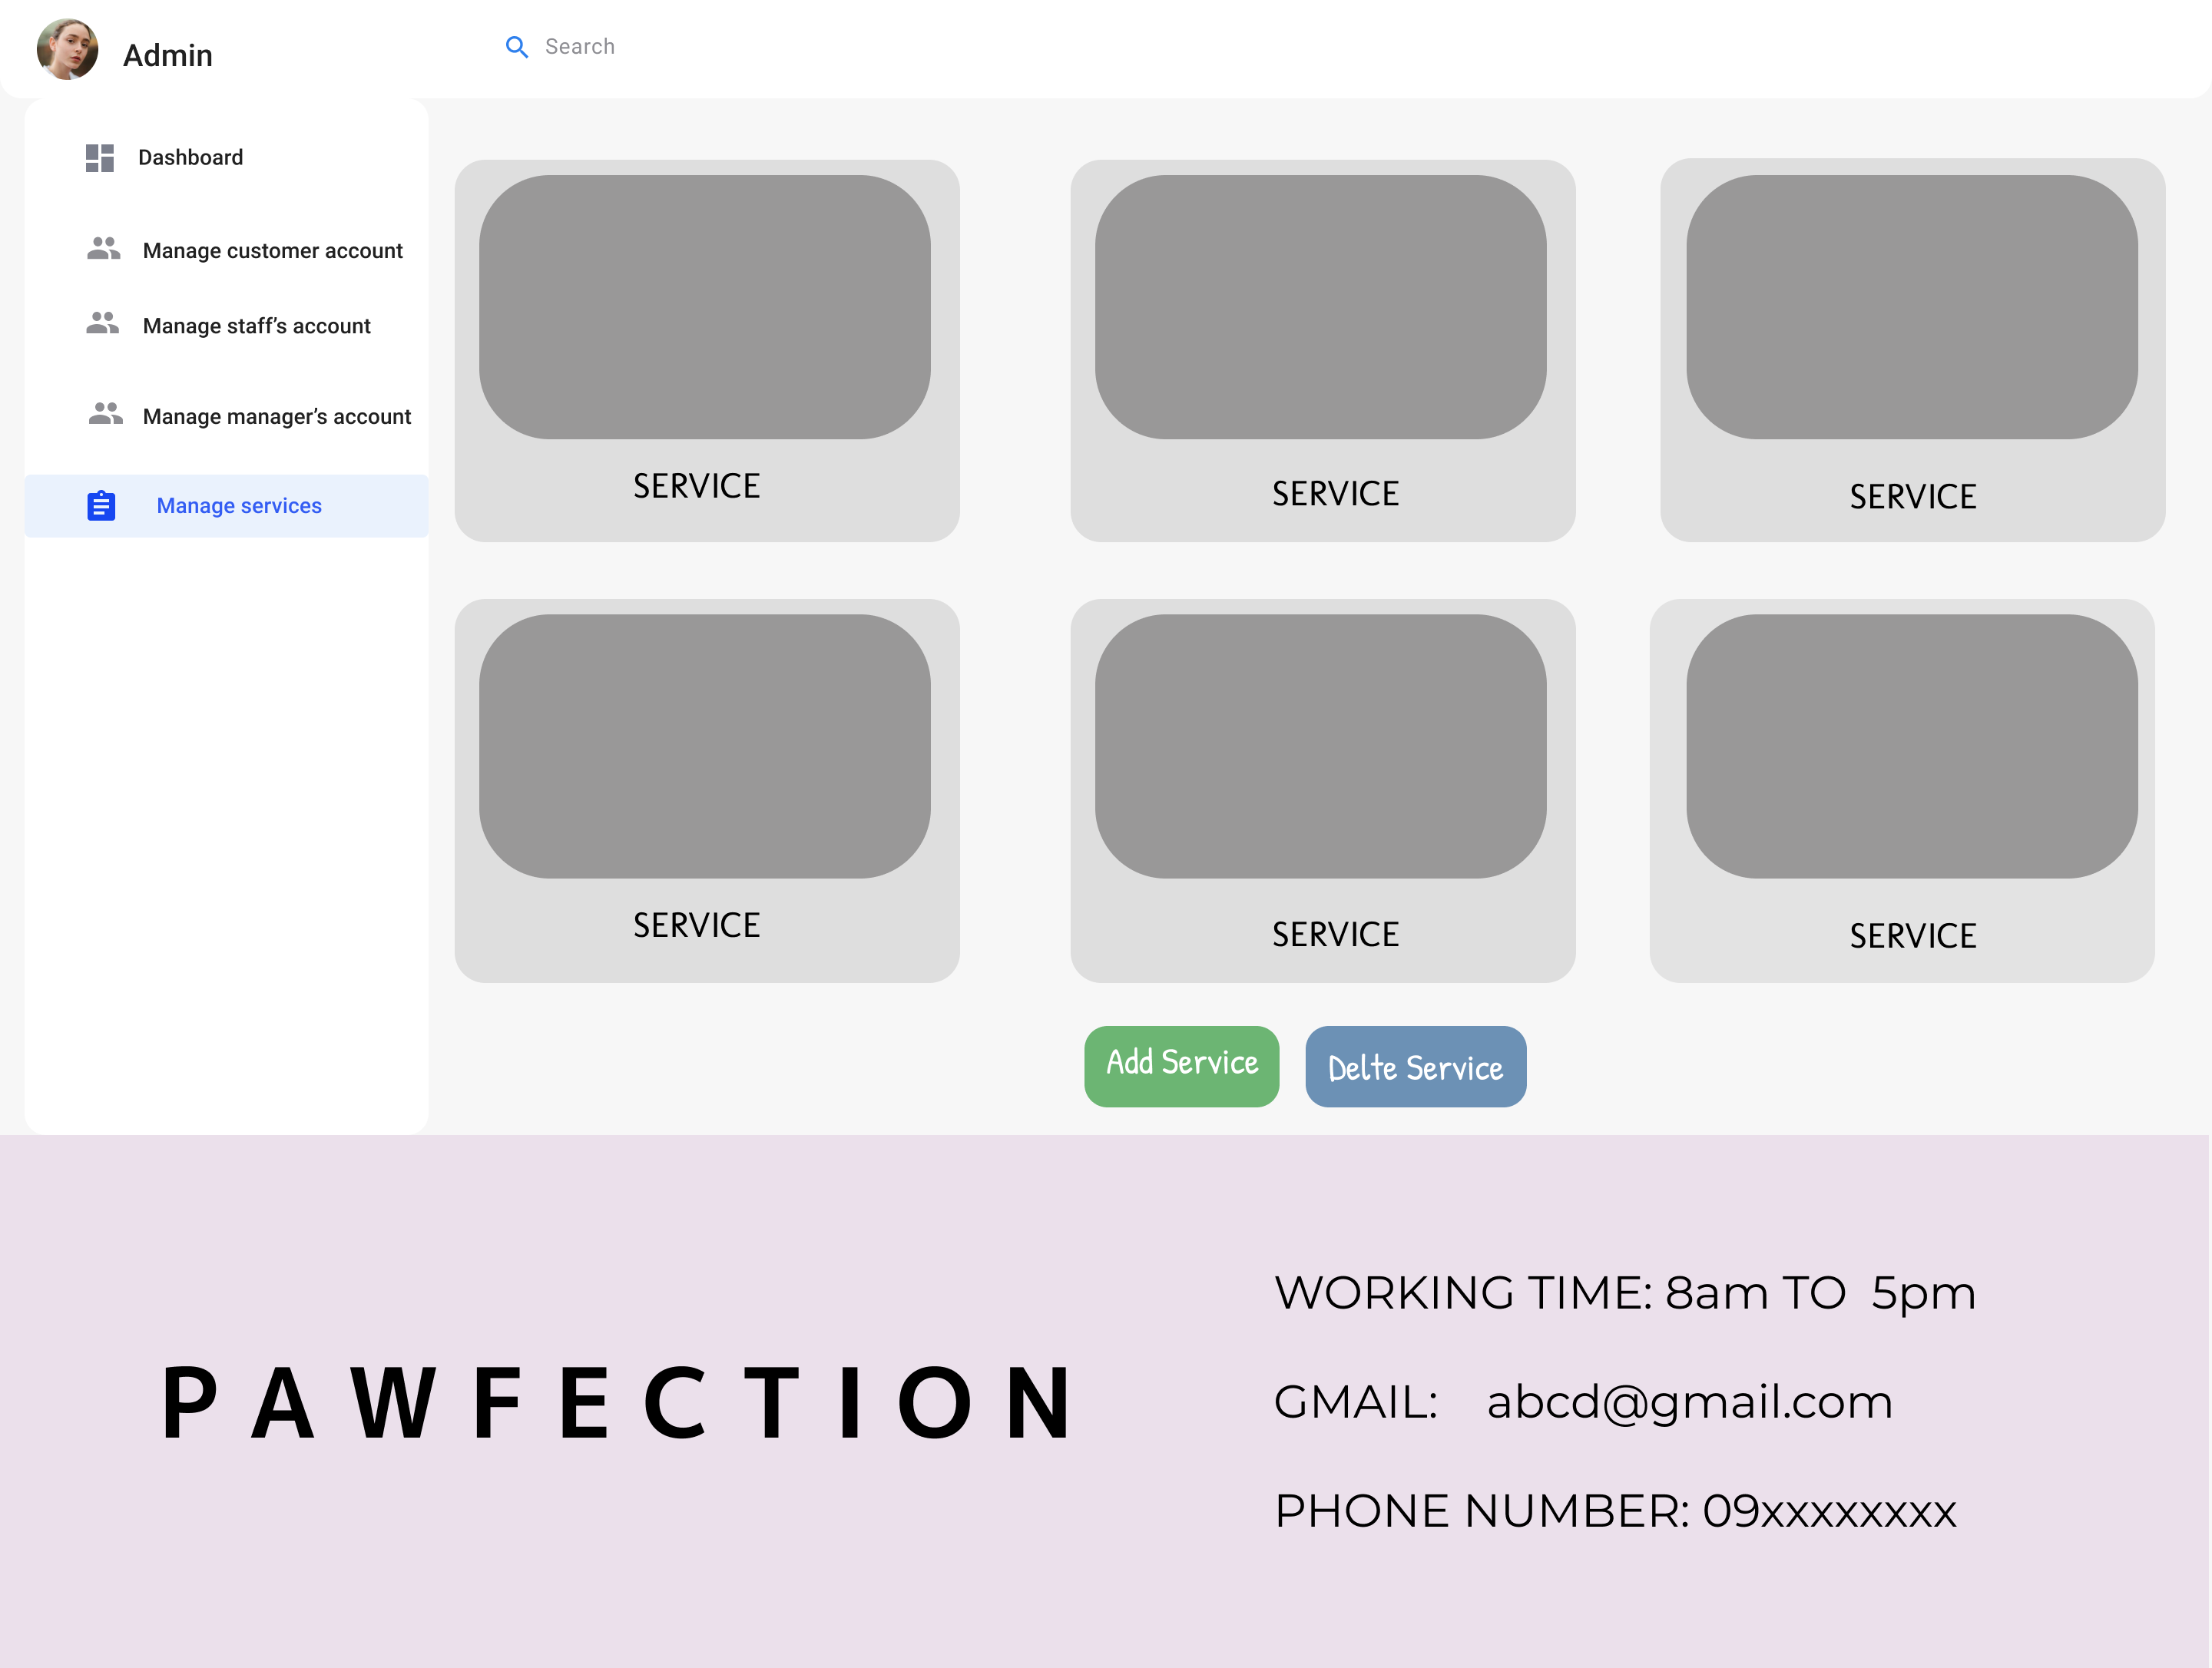 Admin
Search
Dashboard
Manage customer account
Manage staff’s account
Manage manager’s account
Manage services
SERVICE
SERVICE
SERVICE
SERVICE
SERVICE
SERVICE
Add Service
Delte Service
PAWFECTION
WORKING TIME: 8am TO  5pm
GMAIL:    abcd@gmail.com
PHONE NUMBER: 09xxxxxxxx